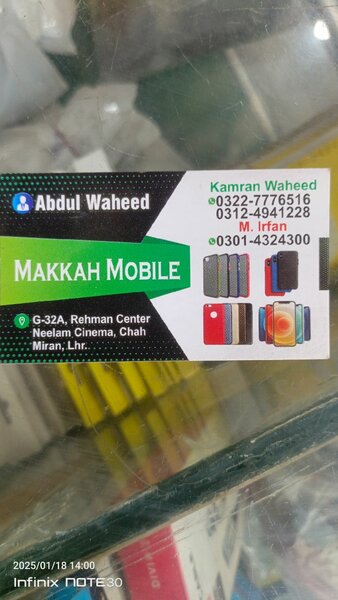 Abdul Waheed
MAKKAH MOBILE
G-32A, Rehman Center
Neelam Cinema, Chah
Miran, Lhr.
Kamran Waheed
0322-7776516
0312-4941228
M. Irfan
0301-4324300
2025/01/18 14:00
Infinix NOTE30